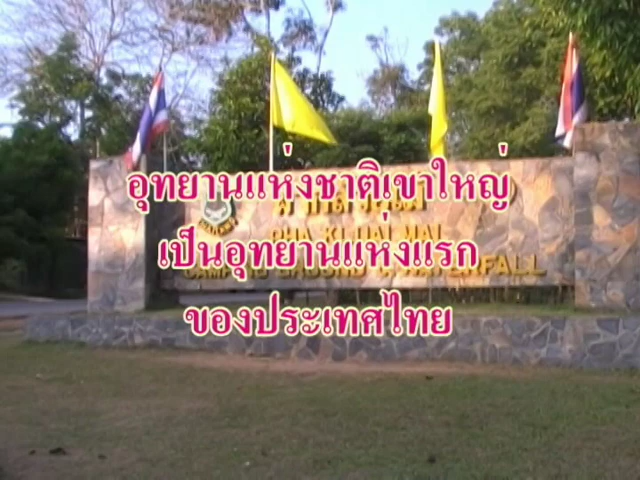 อุทยานแห่งชาติเขาใหญ่
เป็นอุทยานแห่งแรก
ของประเทศไทย
GROUND
WATERFALL